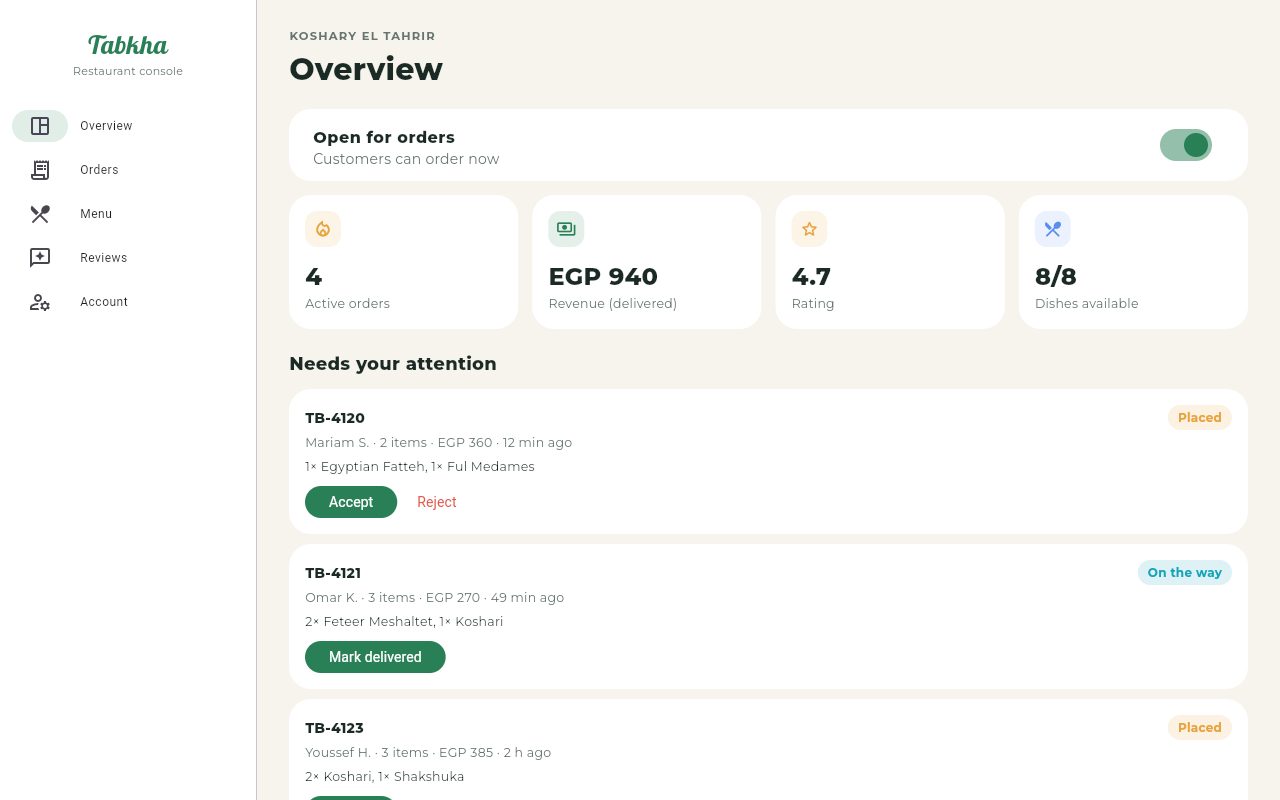 Tabkha
Restaurant console
Overview
Orders
Menu
Reviews
Account
KOSHARY EL TAHRIR
Overview
Open for orders
Customers can order now
4
Active orders
EGP 940
Revenue (delivered)
4.7
Rating
8/8
Dishes available
Needs your attention
TB-4120
Placed
Mariam S. · 2 items · EGP 360 · 12 min ago
1× Egyptian Fatteh, 1× Ful Medames
Accept
Reject
TB-4121
On the way
Omar K. · 3 items · EGP 270 · 49 min ago
2× Feteer Meshaltet, 1× Koshari
Mark delivered
TB-4123
Placed
Youssef H. · 3 items · EGP 385 · 2 h ago
2× Koshari, 1× Shakshuka